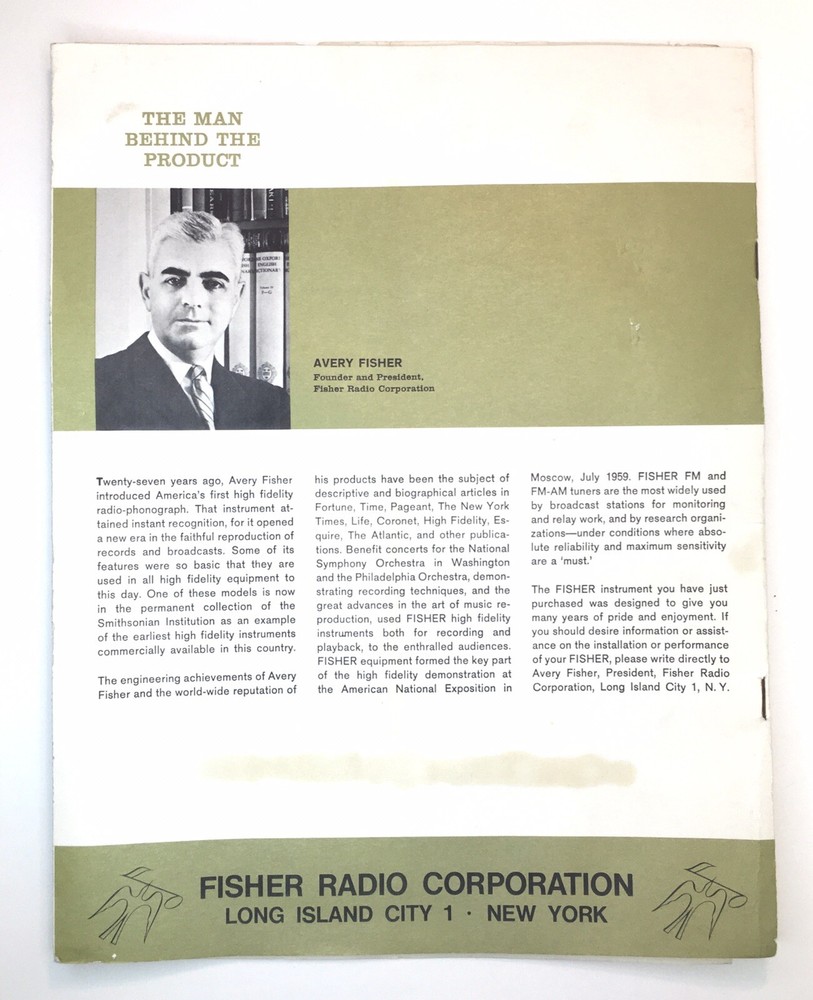 THE MAN
BEHIND THE
PRODUCT
AVERY FISHER
Founder and President,
Fisher Radio Corporation
Twenty-seven years ago, Avery Fisher
introduced America's first high fidelity
radio-phonograph. That instrument at-
tained instant recognition, for it opened
a new era in the faithful reproduction of
records and broadcasts. Some of its
features were so basic that they are
used in all high fidelity equipment to
this day. One of these models is now
in the permanent collection of the
Smithsonian Institution as an example
of the earliest high fidelity instruments
commercially available in this country.
The engineering achievements of Avery
Fisher and the world-wide reputation of
his products have been the subject of
descriptive and biographical articles in
Fortune, Time, Pageant, The New York
Times, Life, Coronet, High Fidelity, Es-
quire, The Atlantic, and other publica-
tions. Benefit concerts for the National
Symphony Orchestra in Washington
and the Philadelphia Orchestra, demon-
strating recording techniques, and the
great advances in the art of music re-
production, used FISHER high fidelity
instruments both for recording and
playback, to the enthralled audiences.
FISHER equipment formed the key part
of the high fidelity demonstration at
the American National Exposition in
Moscow, July 1959. FISHER FM and
FM-AM tuners are the most widely used
by broadcast stations for monitoring
and relay work, and by research organi-
zations—under conditions where abso-
lute reliability and maximum sensitivity
are a 'must.'
The FISHER instrument you have just
purchased was designed to give you
many years of pride and enjoyment. If
you should desire information or assist-
ance on the installation or performance
of your FISHER, please write directly to
Avery Fisher, President, Fisher Radio
Corporation, Long Island City 1, N.Y.
FISHER RADIO CORPORATION
LONG ISLAND CITY 1 · NEW YORK